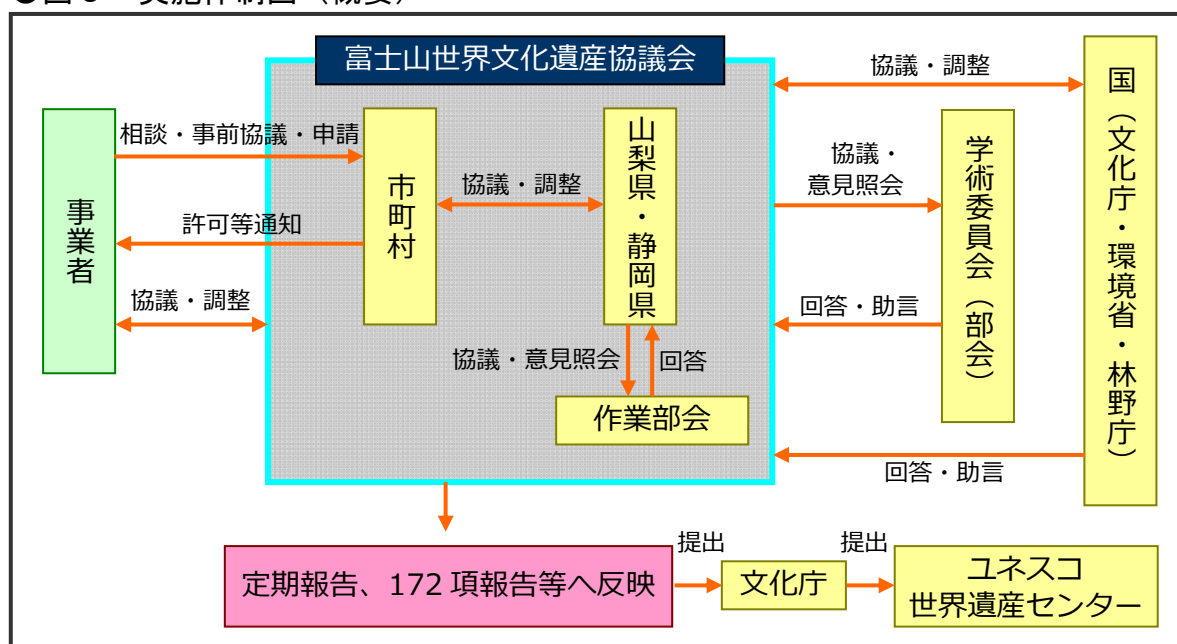 富士山世界文化遺産協議会
協議・調整
国（文化庁・環境省・林野庁）
相談・事前協議・申請
市町村
協議・調整
山梨県・静岡県
協議・
意見照会
学術委員会（部会）
事業者
許可等通知
協議・調整
回答・助言
協議・意見照会
回答
作業部会
回答・助言
定期報告、172 項報告等へ反映
提出
文化庁
提出
ユネスコ
世界遺産センター